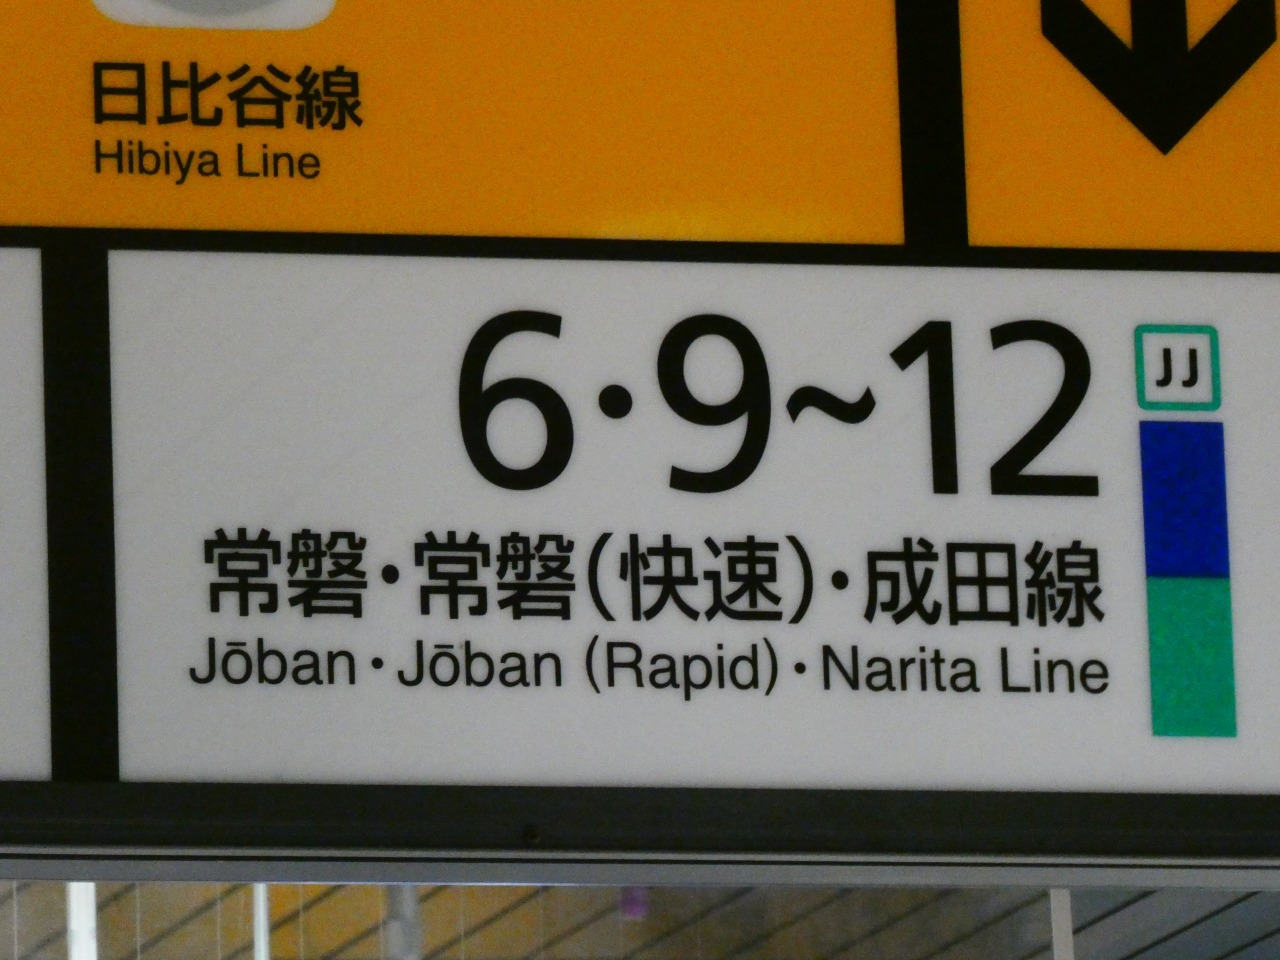 日比谷線
Hibiya Line
6・9~12
JJ
常磐・常磐(快速)・成田線
Jōban・Jōban (Rapid)・Narita Line